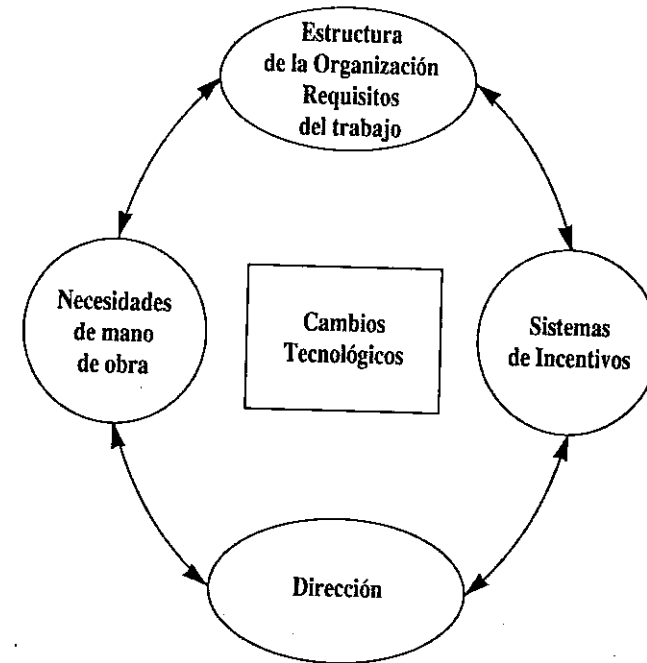 Estructura
de la Organización
Requisitos
del trabajo
Necesidades
de mano
de obra
Cambios
Tecnológicos
Sistemas
de Incentivos
Dirección